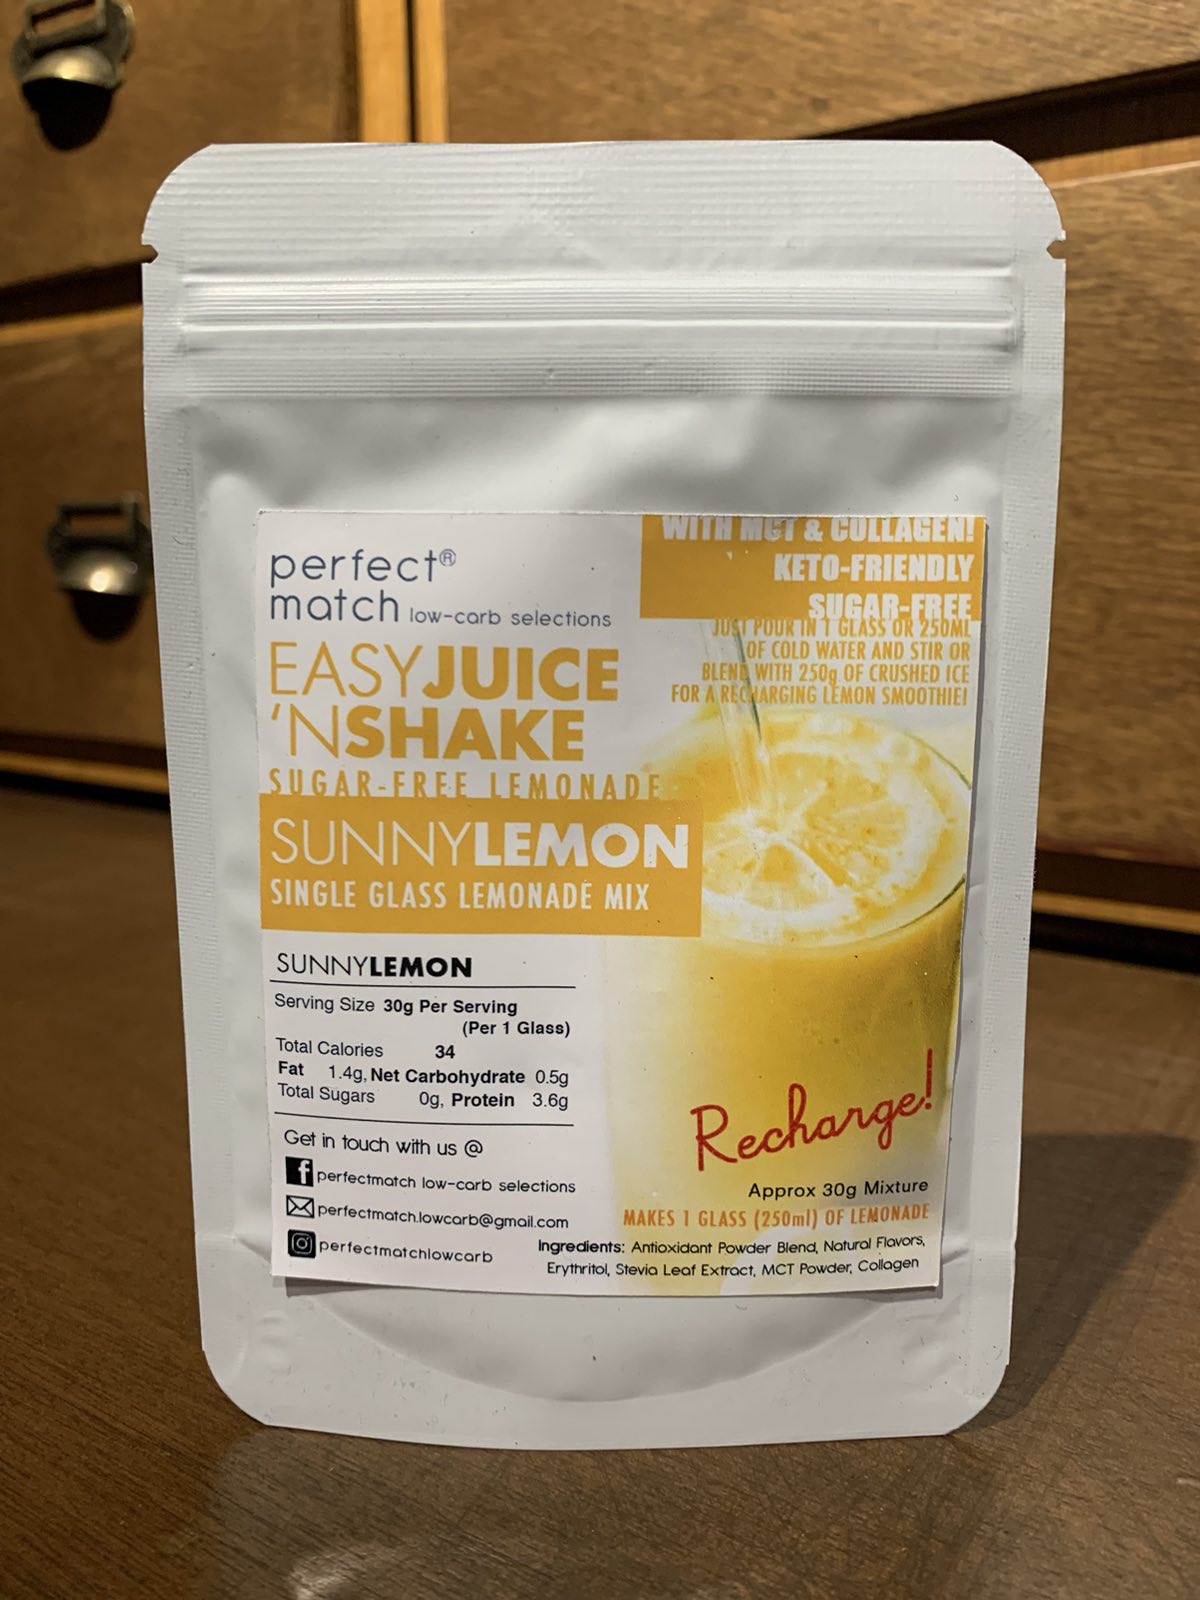 perfect®
match low-carb selections
EASYJUICE
'NSHAKE
SUGAR-FREE LEMONADE
SUNNYLEMON
SINGLE GLASS LEMONADE MIX
WITH MCT & COLLAGEN!
KETO-FRIENDLY
SUGAR-FREE
JUST POUR IN 1 GLASS OR 250ML
OF COLD WATER AND STIR OR
BLEND WITH 250g OF CRUSHED ICE
FOR A RECHARGING LEMON SMOOTHIE!
SUNNYLEMON
Serving Size 30g Per Serving
(Per 1 Glass)
Total Calories 34
Fat 1.4g, Net Carbohydrate 0.5g
Total Sugars 0g, Protein 3.6g
Get in touch with us @
perfectmatch low-carb selections
perfectmatch.lowcarb@gmail.com
perfectmatchlowcarb
Recharge!
Approx 30g Mixture
MAKES 1 GLASS (250ml) OF LEMONADE
Ingredients: Antioxidant Powder Blend, Natural Flavors,
Erythritol, Stevia Leaf Extract, MCT Powder, Collagen